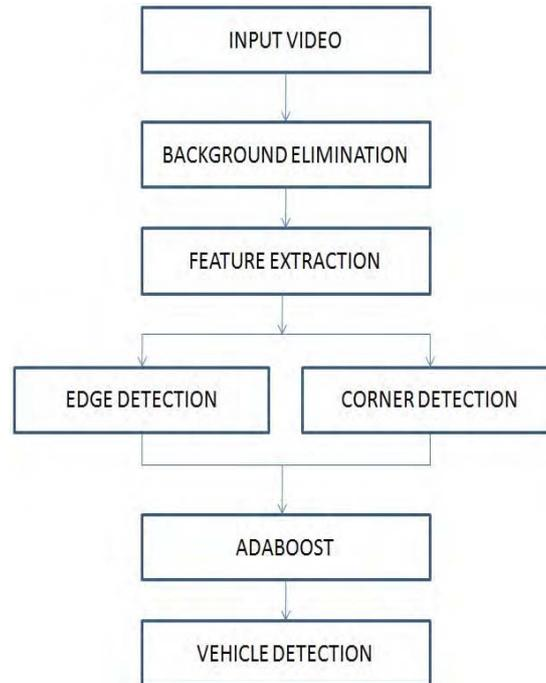 INPUT VIDEO
BACKGROUND ELIMINATION
FEATURE EXTRACTION
EDGE DETECTION
CORNER DETECTION
ADABOOST
VEHICLE DETECTION